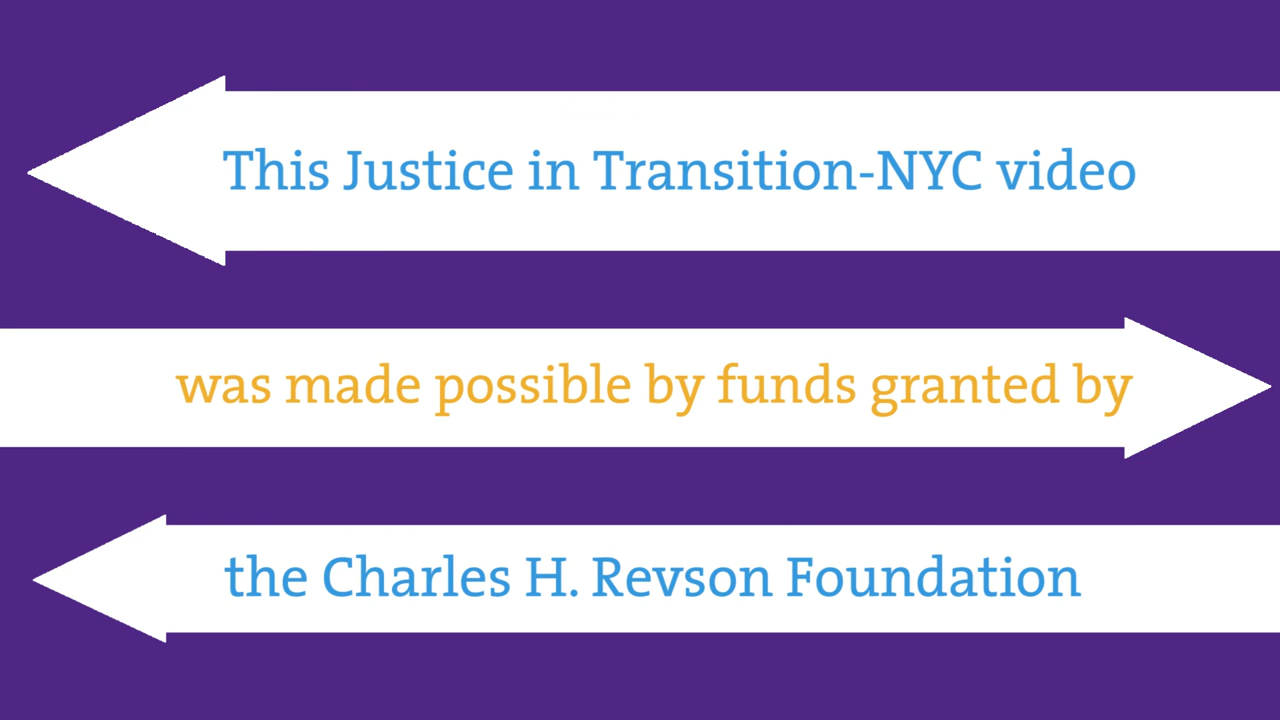 This Justice in Transition-NYC video
was made possible by funds granted by
the Charles H. Revson Foundation